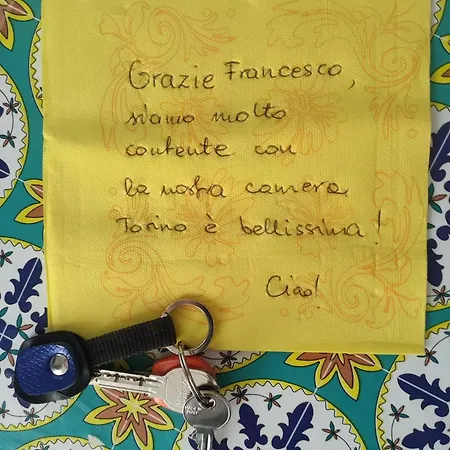 Grazie Francesco,
siamo molto
contente con
la nostra camera
Torino è bellissima!
Ciao!